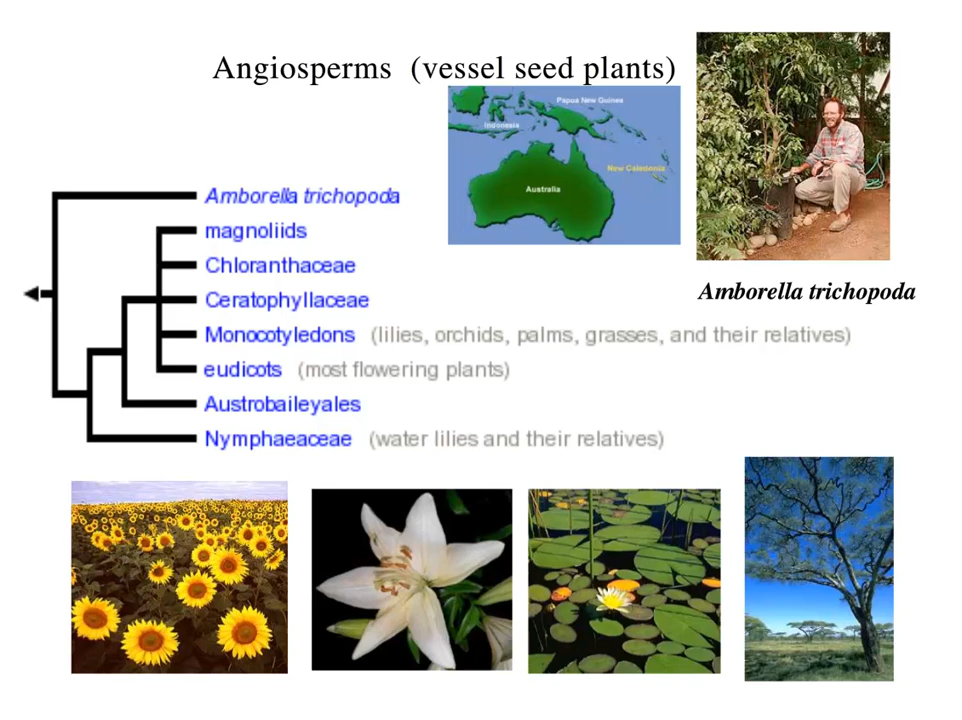 Angiosperms (vessel seed plants)
Papua New Guinea
Indonesia
New Caledonia
Australia
Amborella trichopoda
magnoliids
Chloranthaceae
Ceratophyllaceae
Amborella trichopoda
Monocotyledons (lilies, orchids, palms, grasses, and their relatives)
eudicots (most flowering plants)
Austrobaileyales
Nymphaeaceae (water lilies and their relatives)